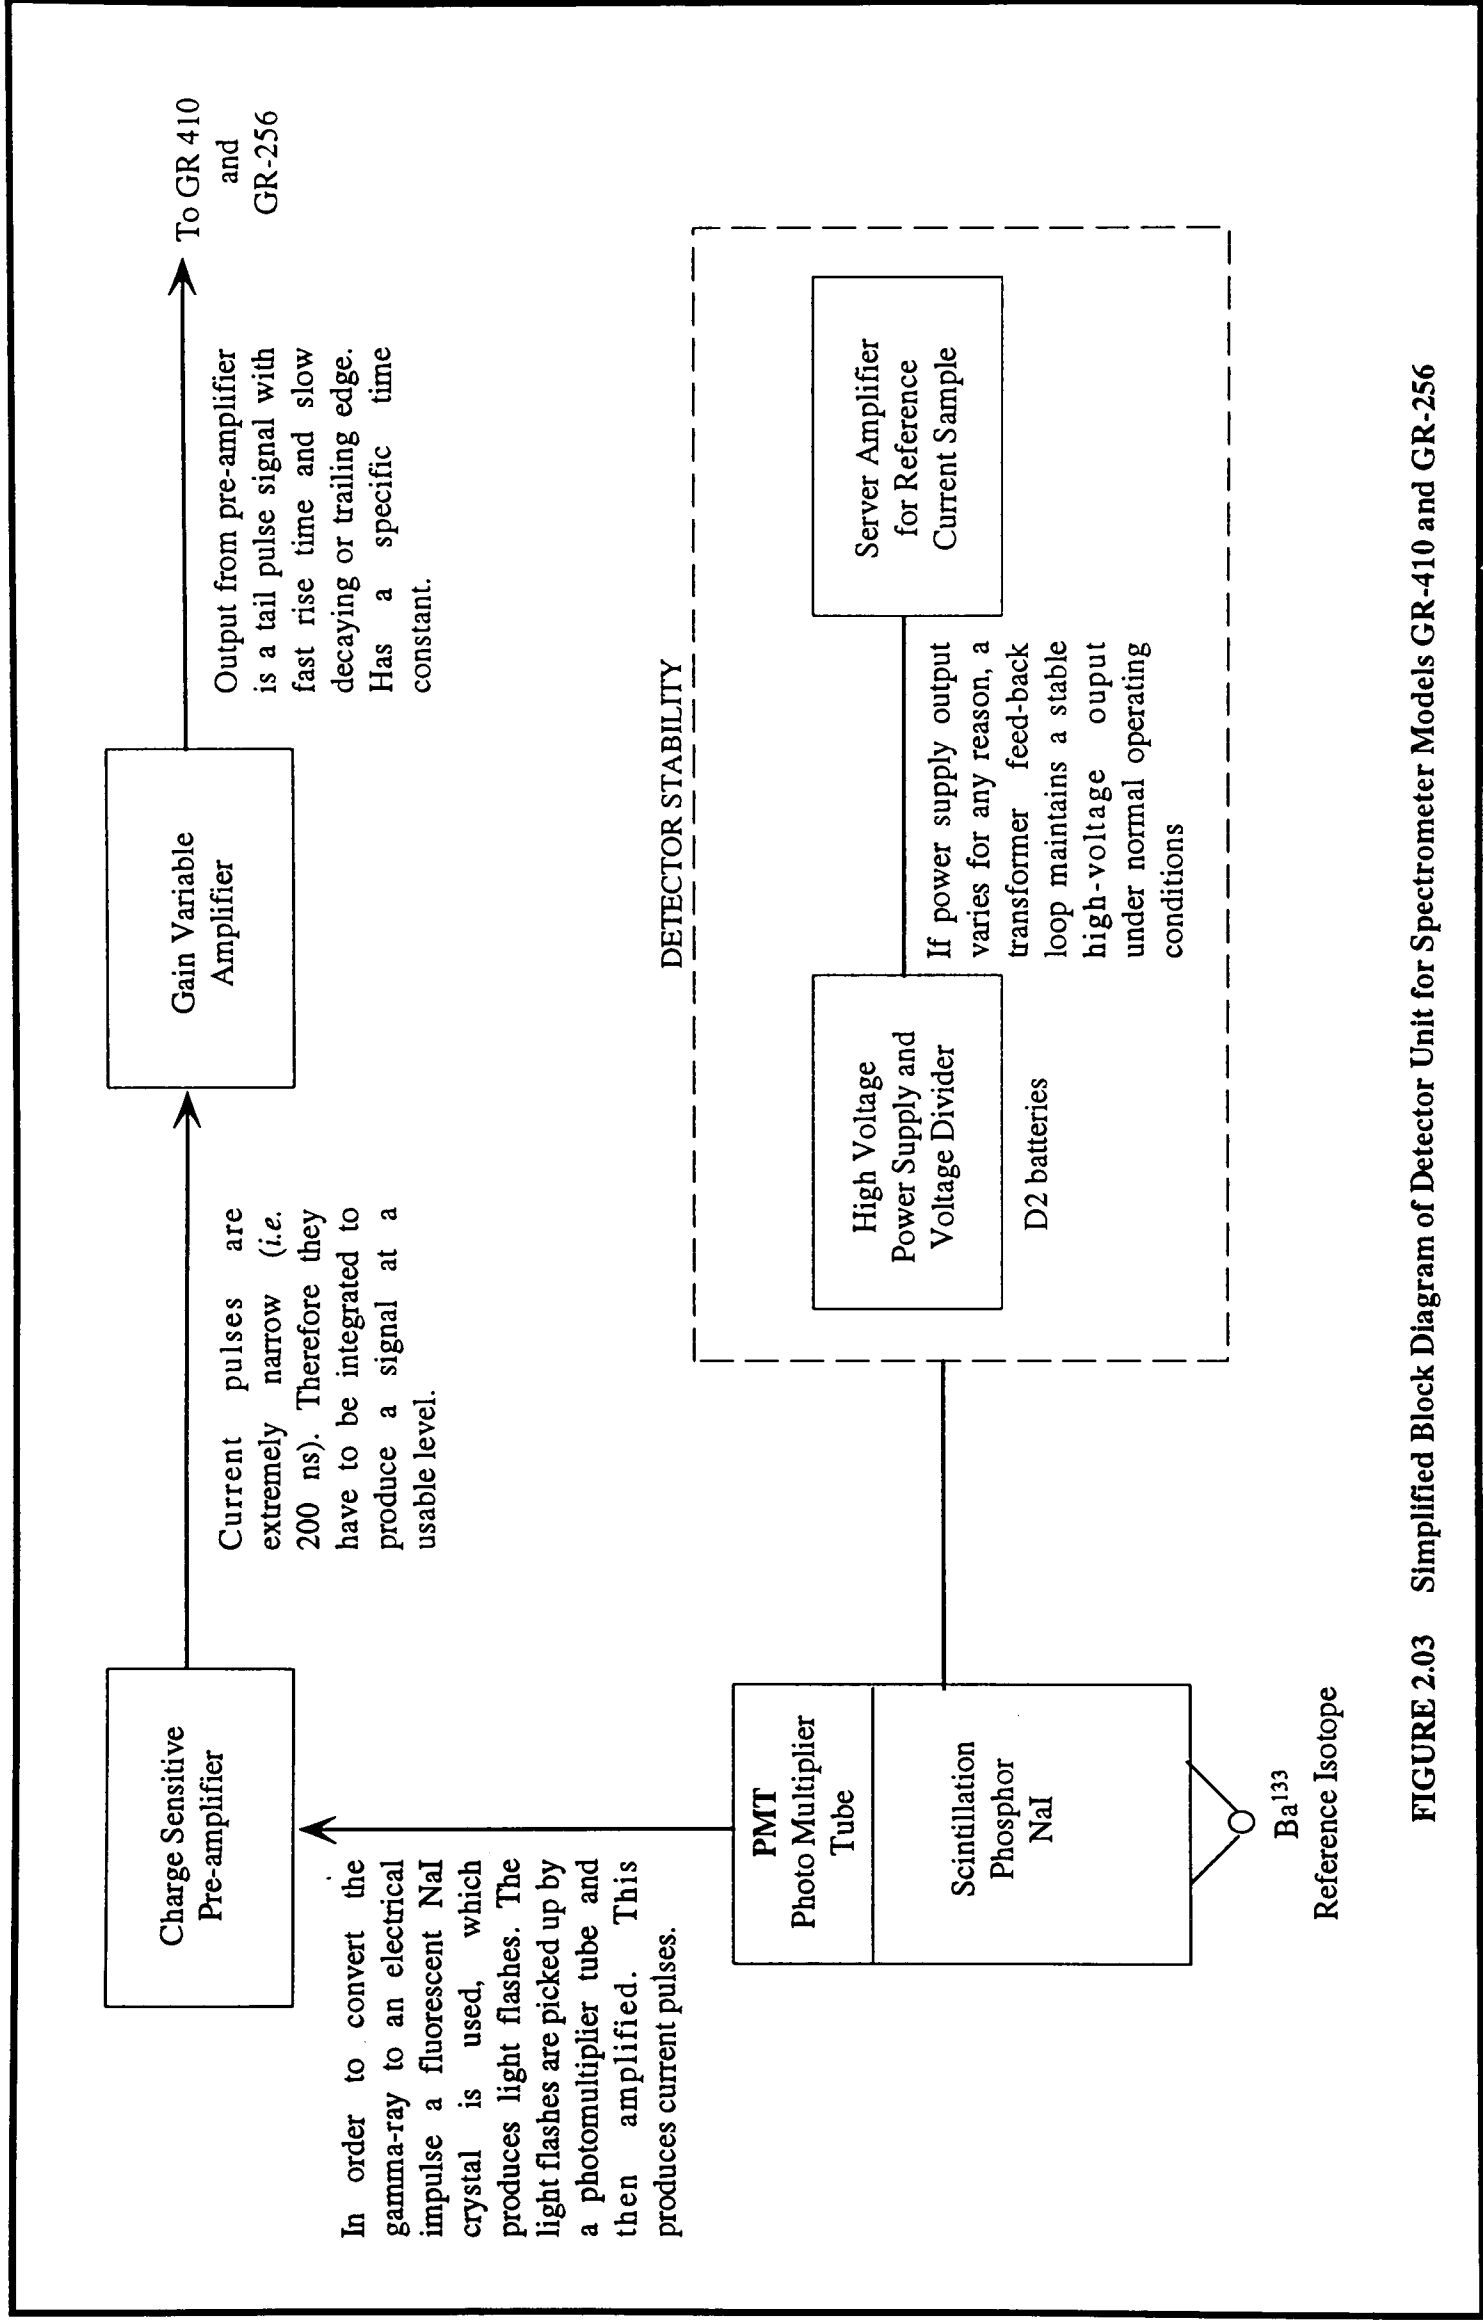 Charge Sensitive
Pre-amplifier
Gain Variable
Amplifier
To GR 410
and
GR-256
Current pulses are
extremely narrow (i.e.
200 ns). Therefore they
have to be integrated to
produce a signal at a
usable level.
Output from pre-amplifier
is a tail pulse signal with
fast rise time and slow
decaying or trailing edge.
Has a specific time
constant.
In order to convert the
gamma-ray to an electrical
impulse a fluorescent NaI
crystal is used, which
produces light flashes. The
light flashes are picked up by
a photomultiplier tube and
then amplified. This
produces current pulses.
PMT
Photo Multiplier
Tube
Scintillation
Phosphor
NaI
Ba133
Reference Isotope
DETECTOR STABILITY
High Voltage
Power Supply and
Voltage Divider
D2 batteries
If power supply output
varies for any reason, a
transformer feed-back
loop maintains a stable
high-voltage ouput
under normal operating
conditions
Server Amplifier
for Reference
Current Sample
FIGURE 2.03 Simplified Block Diagram of Detector Unit for Spectrometer Models GR-410 and GR-256